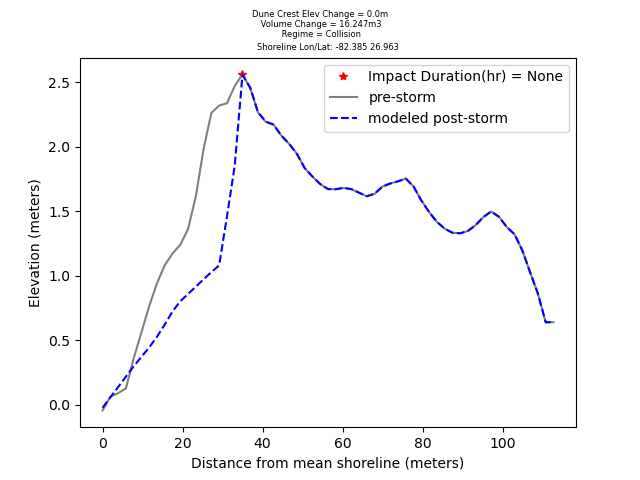 Dune Crest Elev Change = 0.0m
Volume Change = 16.247m3
Regime = Collision
Shoreline Lon/Lat: -82.385 26.963
Impact Duration(hr) = None
pre-storm
modeled post-storm
2.5
2.0
1.5
1.0
0.5
0.0
Elevation (meters)
0 20 40 60 80 100
Distance from mean shoreline (meters)